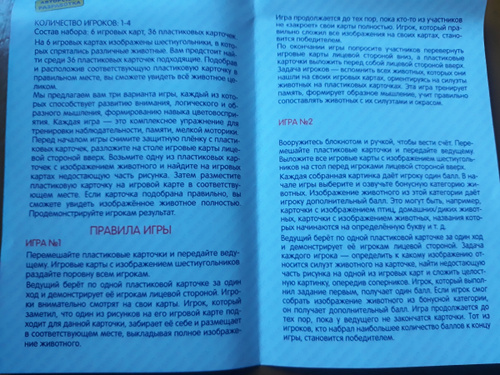 КОЛИЧЕСТВО ИГРОКОВ: 1-4
Состав набора: 6 игровых карт, 36 пластиковых карточек.
На 6 игровых картах изображены шестиугольники, в кото-
рых спрятались различные животные. Вам предстоит най-
ти среди 36 пластиковых карточек подходящие. Подобрав
и расположив соответствующую пластиковую карточку в
правильном месте, вы сможете увидеть всё животное це-
ликом.
Мы предлагаем вам три варианта игры, каждый из кото-
рых способствует развитию внимания, логического и об-
разного мышления, формированию навыка цветовоспри-
ятия. Каждая игра — это комплексное упражнение для
тренировки наблюдательности, памяти, мелкой моторики.
Перед началом игры снимите защитную плёнку с пласти-
ковых карточек, разложите на столе игровые карты лице-
вой стороной вверх. Возьмите одну из пластиковых карто-
чек с изображением животного и найдите на игровых
картах недостающую часть рисунка. Затем разместите
пластиковую карточку на игровой карте в соответствую-
щем месте. Если карточка подобрана правильно, вы
сможете увидеть изображённое животное полностью.
Продемонстрируйте игрокам результат.
ПРАВИЛА ИГРЫ
ИГРА №1
Перемешайте пластиковые карточки и передайте веду-
щему. Игровые карты с изображением шестиугольников
раздайте поровну всем игрокам.
Ведущий берёт по одной пластиковой карточке за один
ход и демонстрирует её игрокам лицевой стороной. Игро-
ки внимательно смотрят на свои карты. Игрок, который
заметил, что один из рисунков на его игровой карте под-
ходит для данной карточки, забирает её себе и размещает
в соответствующем месте, выкладывая полное изображе-
ние животного.
Игра продолжается до тех пор, пока кто-то из участников
не «закроет» свои карты полностью. Игрок, который пра-
вильно сложил все изображения на своих картах, стано-
вится победителем.
По окончании игры попросите участников перевернуть
игровые карты лицевой стороной вниз, а пластиковые
карточки выложить перед собой лицевой стороной вверх.
Задача игроков — вспомнить всех животных, которых они
нашли на своих игровых картах, ориентируясь на силуэты
животных на пластиковых карточках. Эта игра тренирует
память, формирует образное мышление, учит правильно
сопоставлять животных с их силуэтами и окрасом.
ИГРА №2
Вооружитесь блокнотом и ручкой, чтобы вести счёт. Пере-
мешайте пластиковые карточки и передайте ведущему.
Выложите все игровые карты с изображением шестиуголь-
ников на стол перед игроками лицевой стороной вверх.
Каждая собранная картинка даёт игроку один балл. В на-
чале игры выберите и озвучьте бонусную категорию жи-
вотных. Изображение животного из этой категории даёт
игроку дополнительный балл. Это могут быть, например,
карточки с изображением птиц, домашних/диких живот-
ных, карточки с изображением животных, названия кото-
рых начинаются на определённую букву и т. д.
Ведущий берёт по одной пластиковой карточке за один ход
и демонстрирует её игрокам лицевой стороной. Задача
каждого игрока — определить к какому изображению от-
носится силуэт животного на карточке, найти недостаю-
щую часть рисунка на одной из игровых карт и сложить целост-
ную картинку, опередив соперников. Игрок, который вы-
полнил задание первым, получает один балл. Если игрок смог
собрать изображение животного из бонусной категории,
он получает дополнительный балл. Игра продолжается до
тех пор, пока у ведущего не закончатся карточки. Тот из
игроков, кто набрал наибольшее количество баллов к концу
игры, становится победителем.